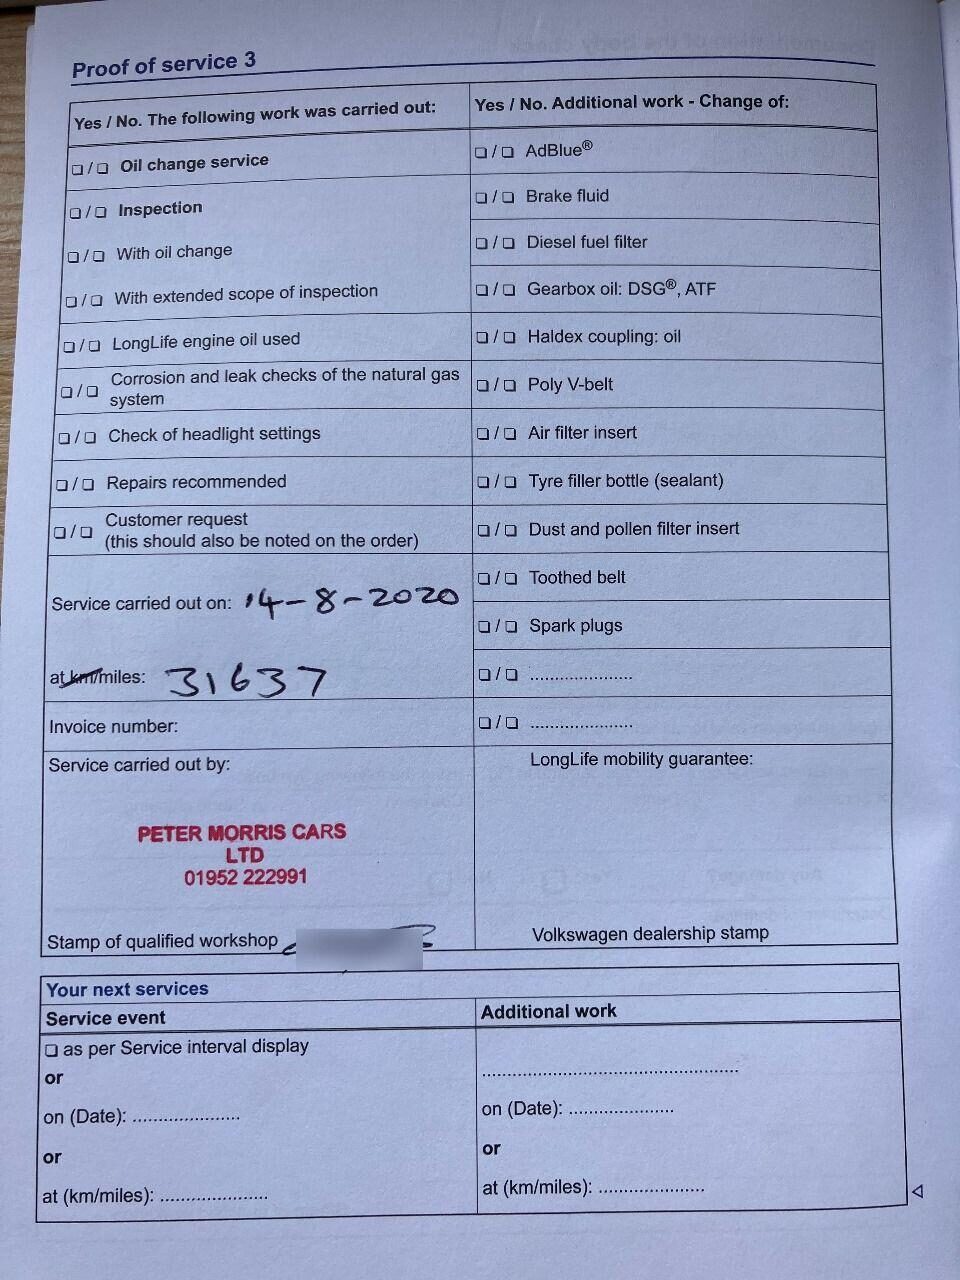 Proof of service 3
Yes / No. The following work was carried out:
❏ / ❏ Oil change service
❏ / ❏ Inspection
❏ / ❏ With oil change
❏ / ❏ With extended scope of inspection
❏ / ❏ LongLife engine oil used
❏ / ❏ Corrosion and leak checks of the natural gas
system
❏ / ❏ Check of headlight settings
❏ / ❏ Repairs recommended
❏ / ❏ Customer request
(this should also be noted on the order)
Service carried out on: 14-8-2020
at km/miles: 31637
Invoice number:
Service carried out by:
PETER MORRIS CARS
LTD
01952 222991
Stamp of qualified workshop
Yes / No. Additional work - Change of:
❏ / ❏ AdBlue®
❏ / ❏ Brake fluid
❏ / ❏ Diesel fuel filter
❏ / ❏ Gearbox oil: DSG®, ATF
❏ / ❏ Haldex coupling: oil
❏ / ❏ Poly V-belt
❏ / ❏ Air filter insert
❏ / ❏ Tyre filler bottle (sealant)
❏ / ❏ Dust and pollen filter insert
❏ / ❏ Toothed belt
❏ / ❏ Spark plugs
❏ / ❏ .....................
❏ / ❏ .....................
LongLife mobility guarantee:
Volkswagen dealership stamp
Your next services
Service event
❏ as per Service interval display
or
on (Date): ......................
or
at (km/miles): ......................
Additional work
....................................................
on (Date): ......................
or
at (km/miles): ......................